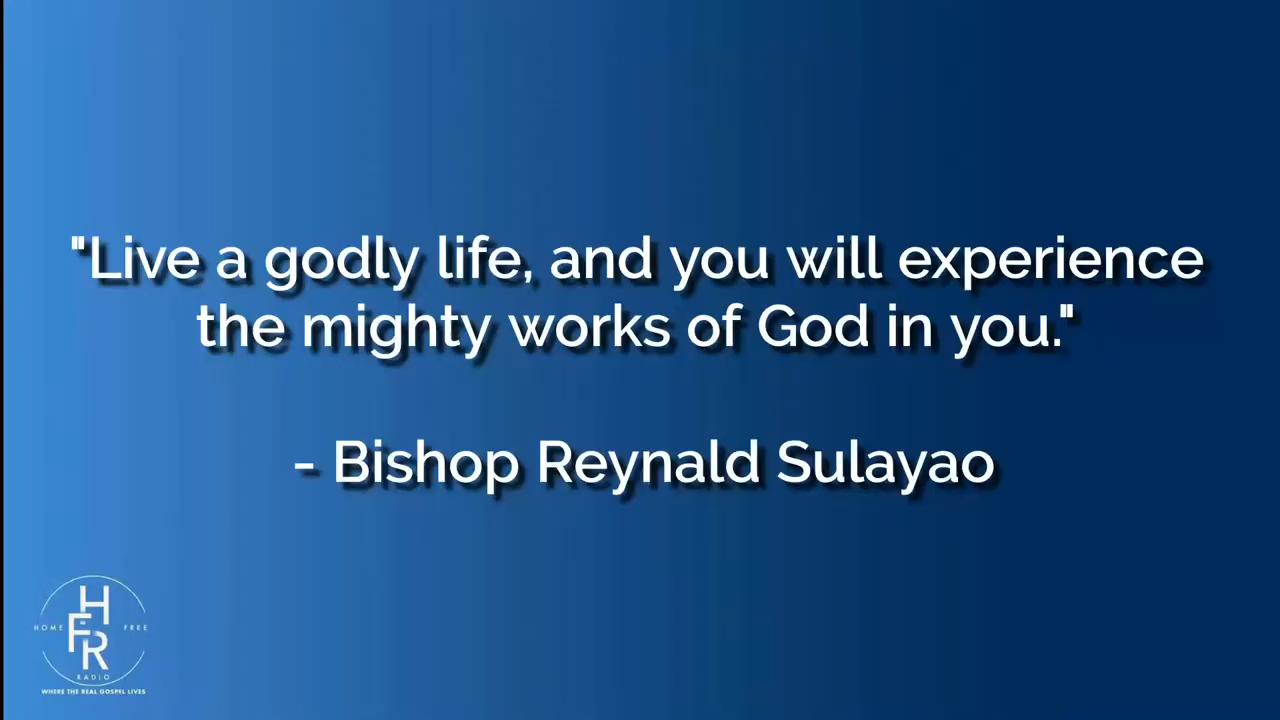 "Live a godly life, and you will experience
the mighty works of God in you."
- Bishop Reynald Sulayao
HFR
HOME FREE
RADIO
WHERE THE REAL GOSPEL LIVES